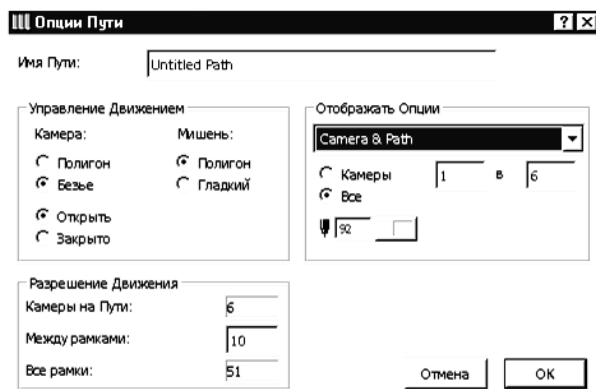 Опции Пути
Имя Пути: Untitled Path
Управление Движением
Камера: Мишень:
Полигон Полигон
Безье Гладкий
Открыть
Закрыто
Отображать Опции
Camera & Path
Камеры 1 в 6
Все
92
Разрешение Движения
Камеры на Пути: 6
Между рамками: 10
Все рамки: 51
Отмена OK